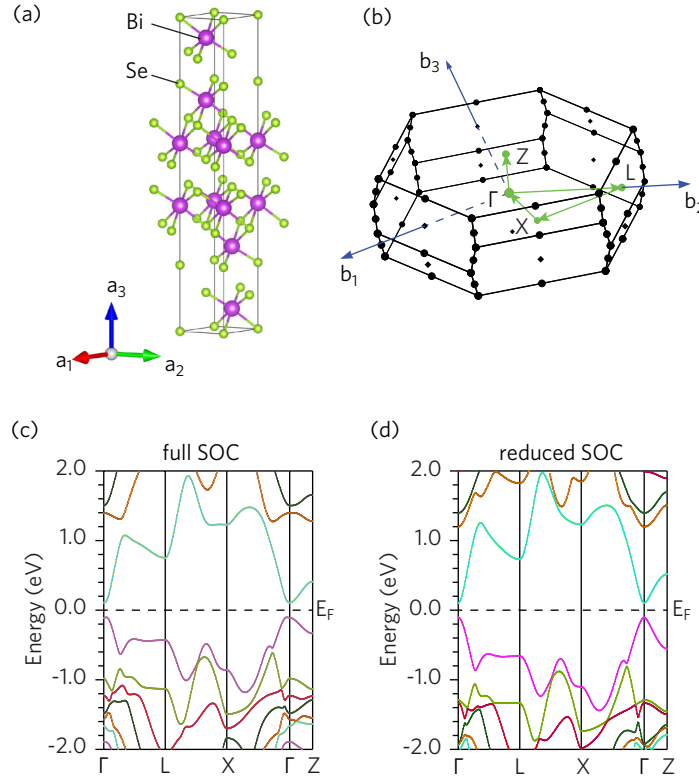 (a)
Bi
Se
a3
a1
a2
(b)
b3
Z
L
Γ
b2
X
b1
(c)
full SOC
2.0
1.0
0.0
-1.0
-2.0
Energy (eV)
EF
Γ
L
X
Γ
Z
(d)
reduced SOC
2.0
1.0
0.0
-1.0
-2.0
Energy (eV)
EF
Γ
L
X
Γ
Z